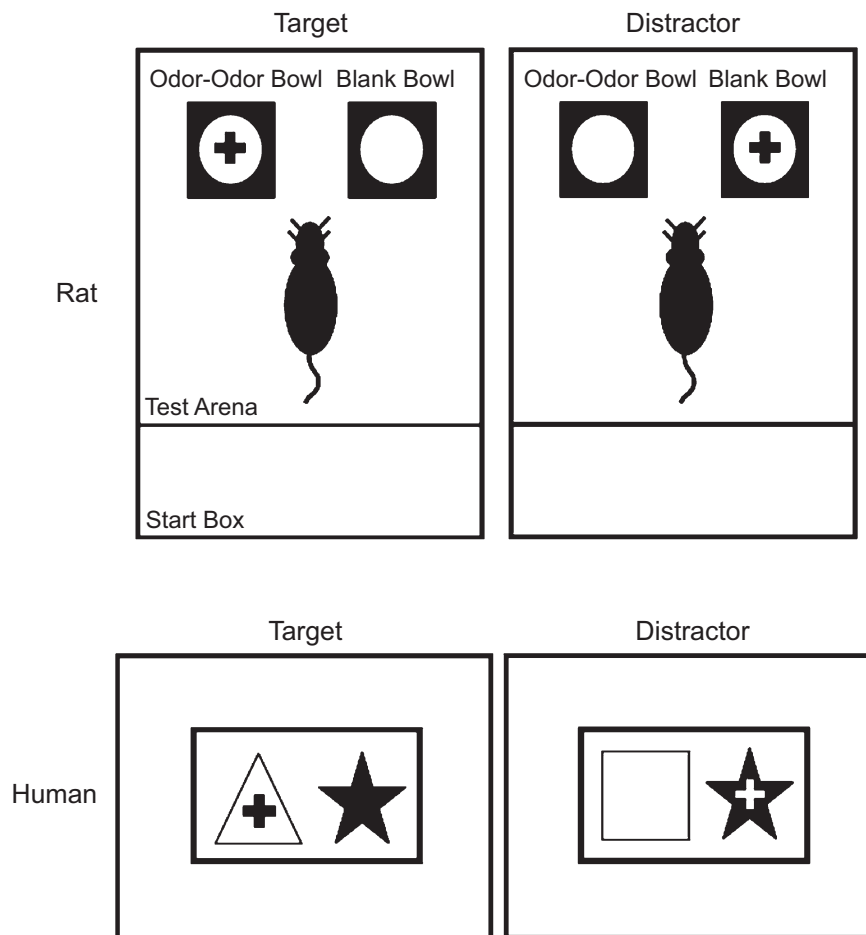 Target Distractor
Odor-Odor Bowl Blank Bowl Odor-Odor Bowl Blank Bowl
Rat
Test Arena
Start Box
Target Distractor
Human